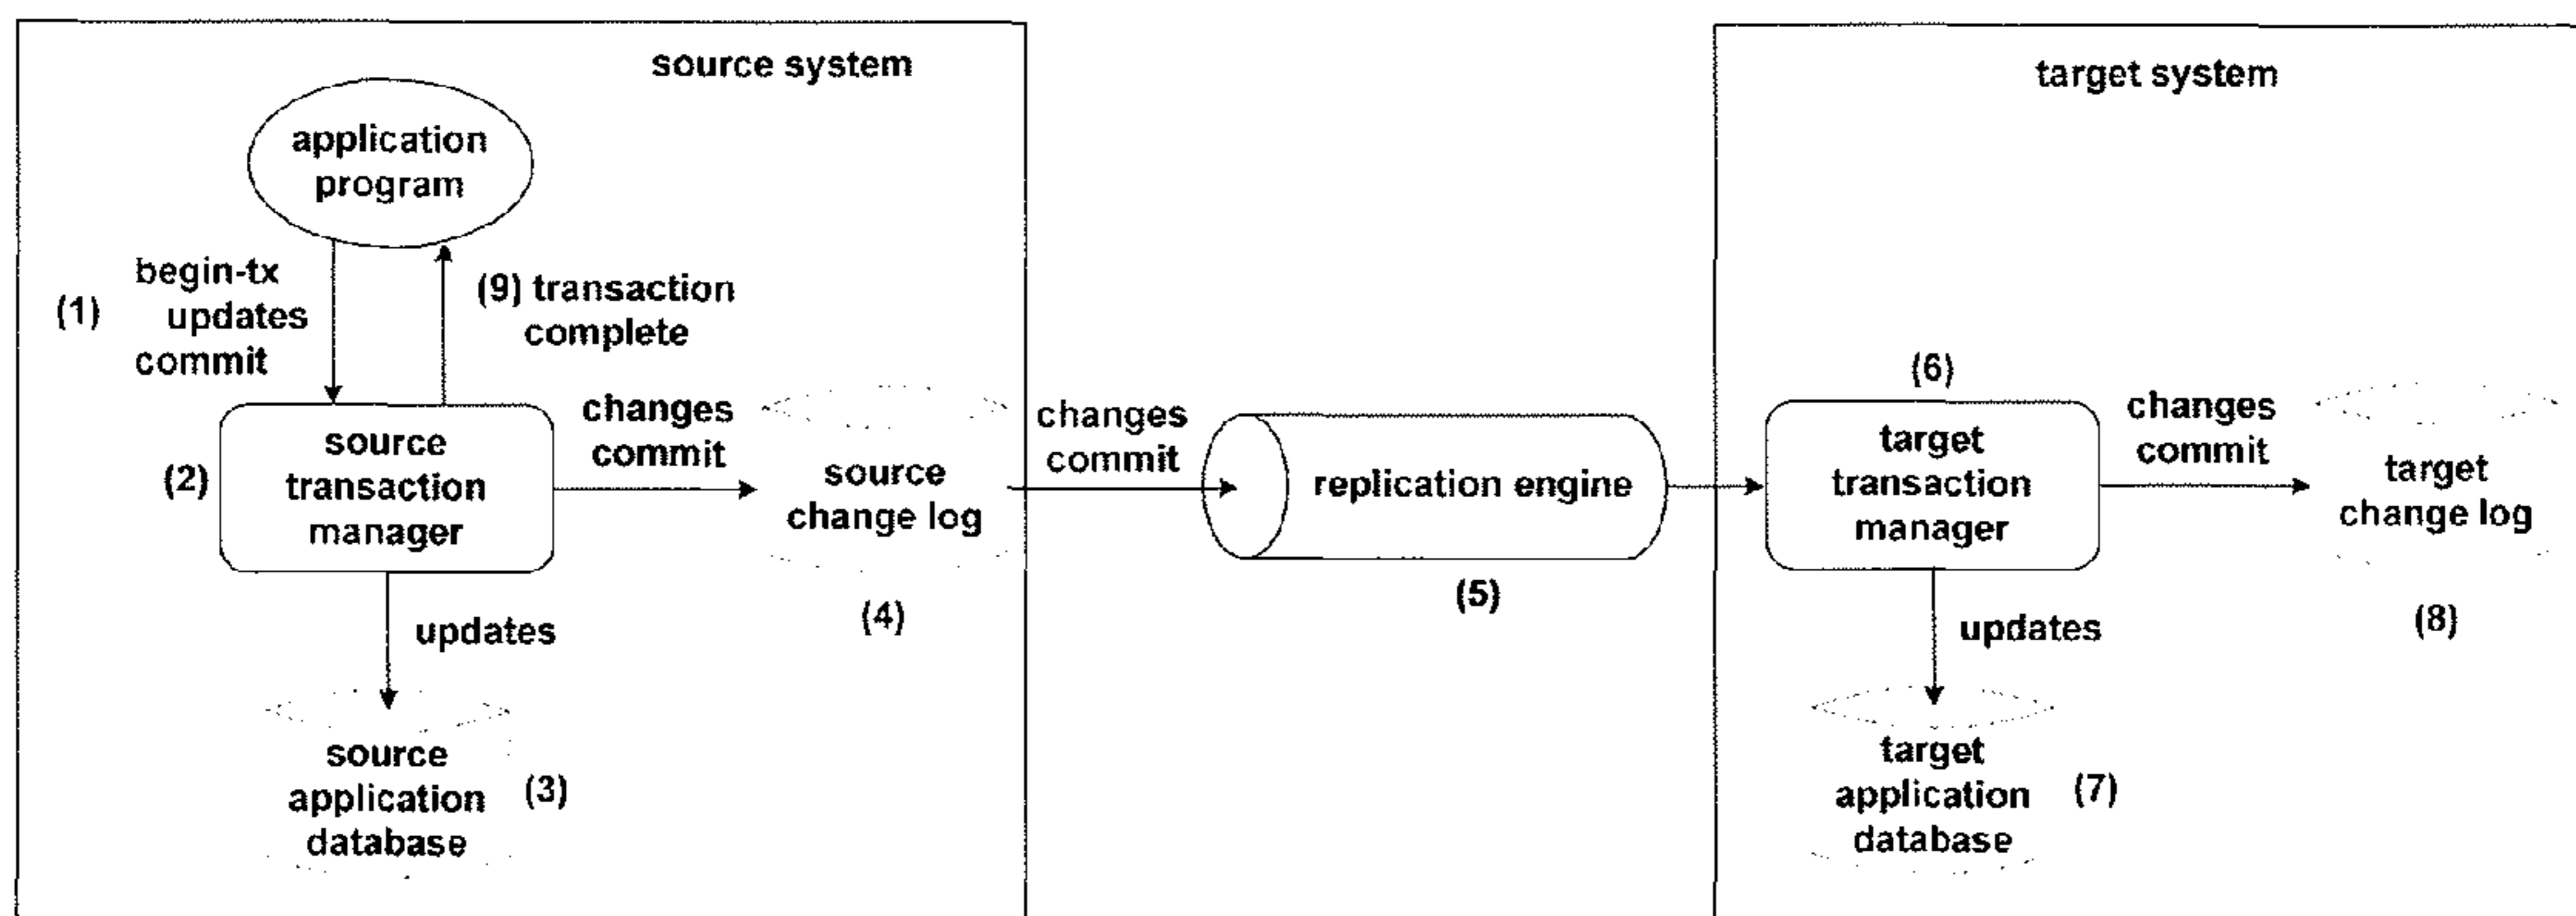 source system
application
program
(1)
begin-tx
updates
commit
(9) transaction
complete
(2)
source
transaction
manager
changes
commit
source
change log
(4)
updates
source
application
database
(3)
changes
commit
replication engine
(5)
target system
(6)
target
transaction
manager
changes
commit
target
change log
(8)
updates
target
application
database
(7)